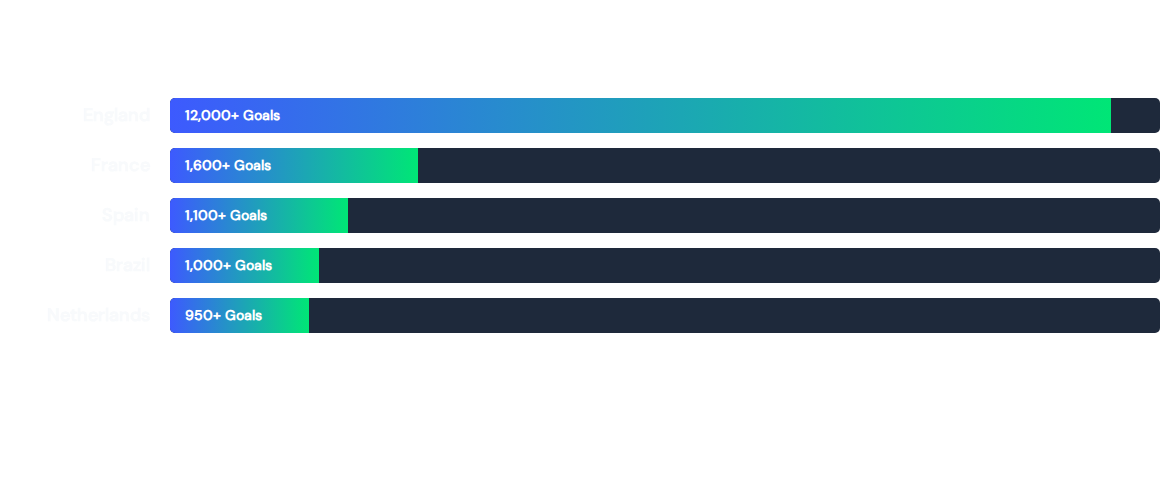 England
12,000+ Goals
France
1,600+ Goals
Spain
1,100+ Goals
Brazil
1,000+ Goals
Netherlands
950+ Goals